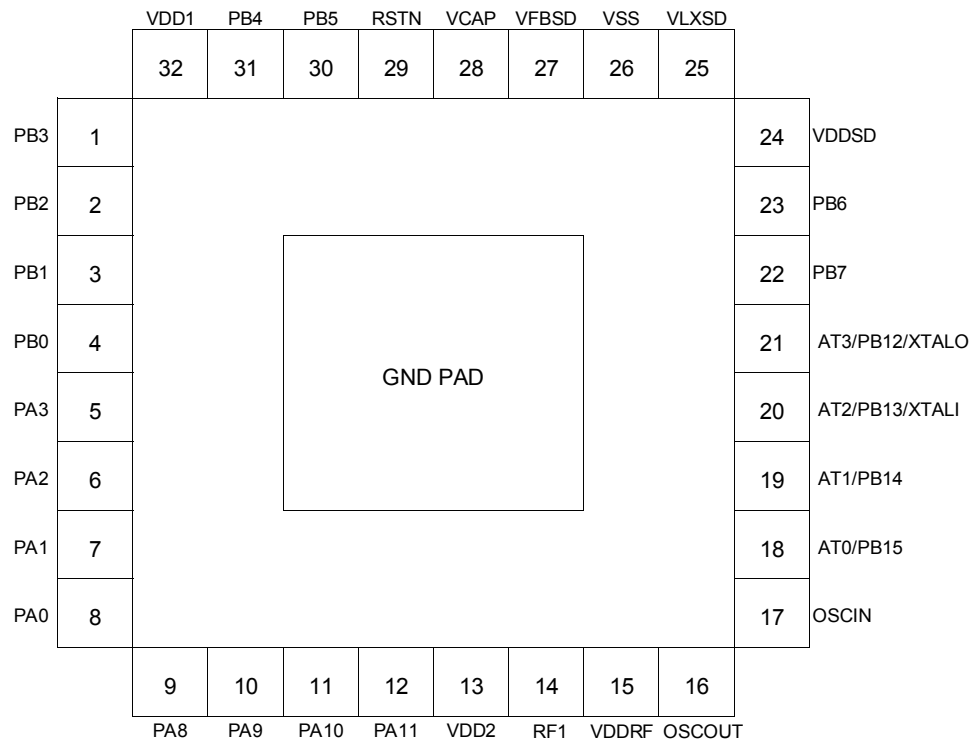 VDD1 PB4 PB5 RSTN VCAP VFBSD VSS VLXSD
32 31 30 29 28 27 26 25
PB3 1 24 VDDSD
PB2 2 23 PB6
PB1 3 22 PB7
PB0 4 21 AT3/PB12/XTALO
GND PAD
PA3 5 20 AT2/PB13/XTALI
PA2 6 19 AT1/PB14
PA1 7 18 AT0/PB15
PA0 8 17 OSCIN
9 10 11 12 13 14 15 16
PA8 PA9 PA10 PA11 VDD2 RF1 VDDRF OSCOUT